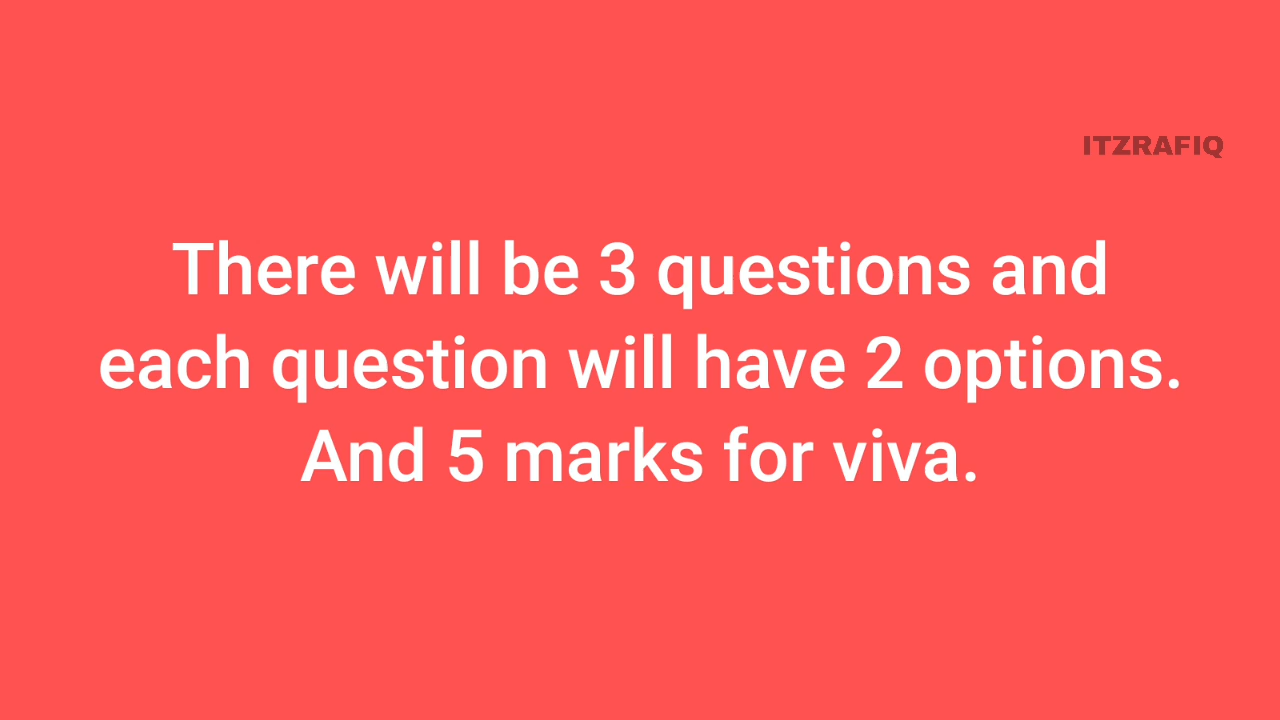 ITZRAFIQ
There will be 3 questions and
each question will have 2 options.
And 5 marks for viva.